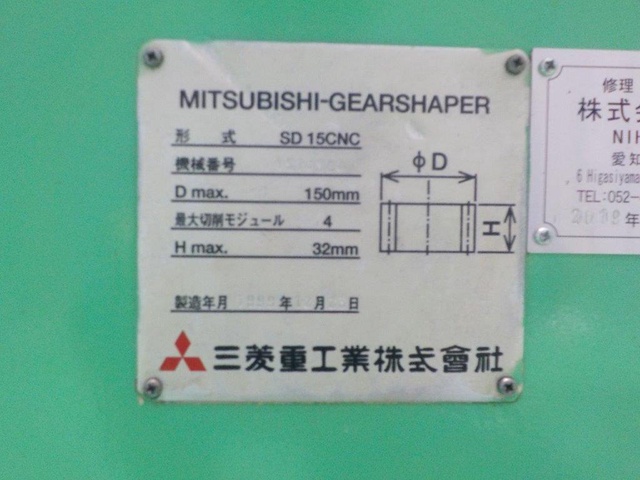 MITSUBISHI-GEARSHAPER
形 式 SD 15CNC
機械番号
D max. 150mm
最大切削モジュール 4
H max. 32mm
製造年月 年 月 日
φD
H
三菱重工業株式會社
修理
株式
NIH
愛知
6 Higasiyama
TEL:052-
年